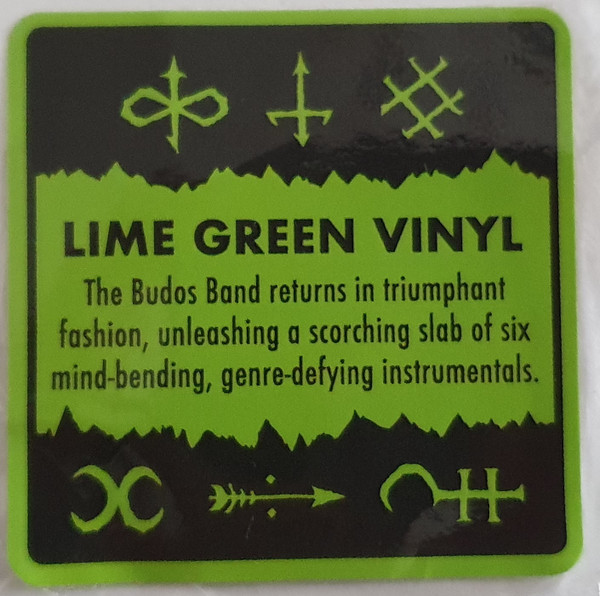 LIME GREEN VINYL
The Budos Band returns in triumphant
fashion, unleashing a scorching slab of six
mind-bending, genre-defying instrumentals.